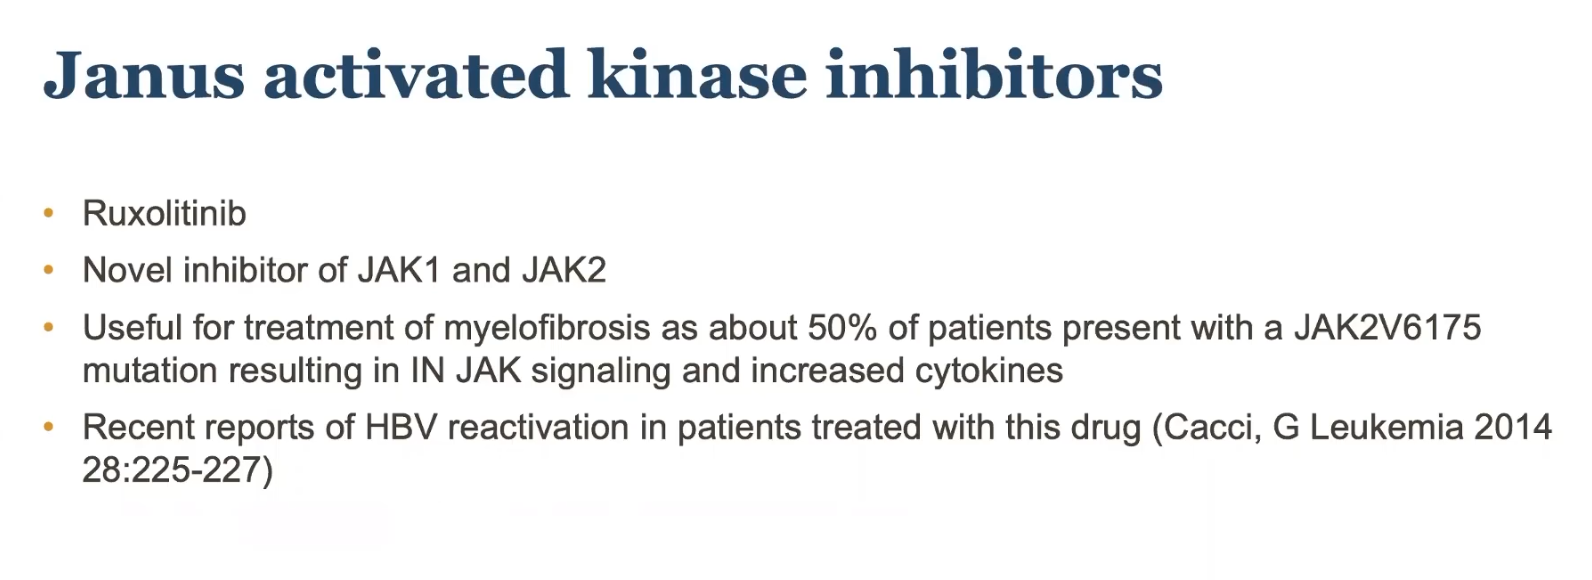 Janus activated kinase inhibitors
• Ruxolitinib
• Novel inhibitor of JAK1 and JAK2
• Useful for treatment of myelofibrosis as about 50% of patients present with a JAK2V6175
mutation resulting in IN JAK signaling and increased cytokines
• Recent reports of HBV reactivation in patients treated with this drug (Cacci, G Leukemia 2014
28:225-227)